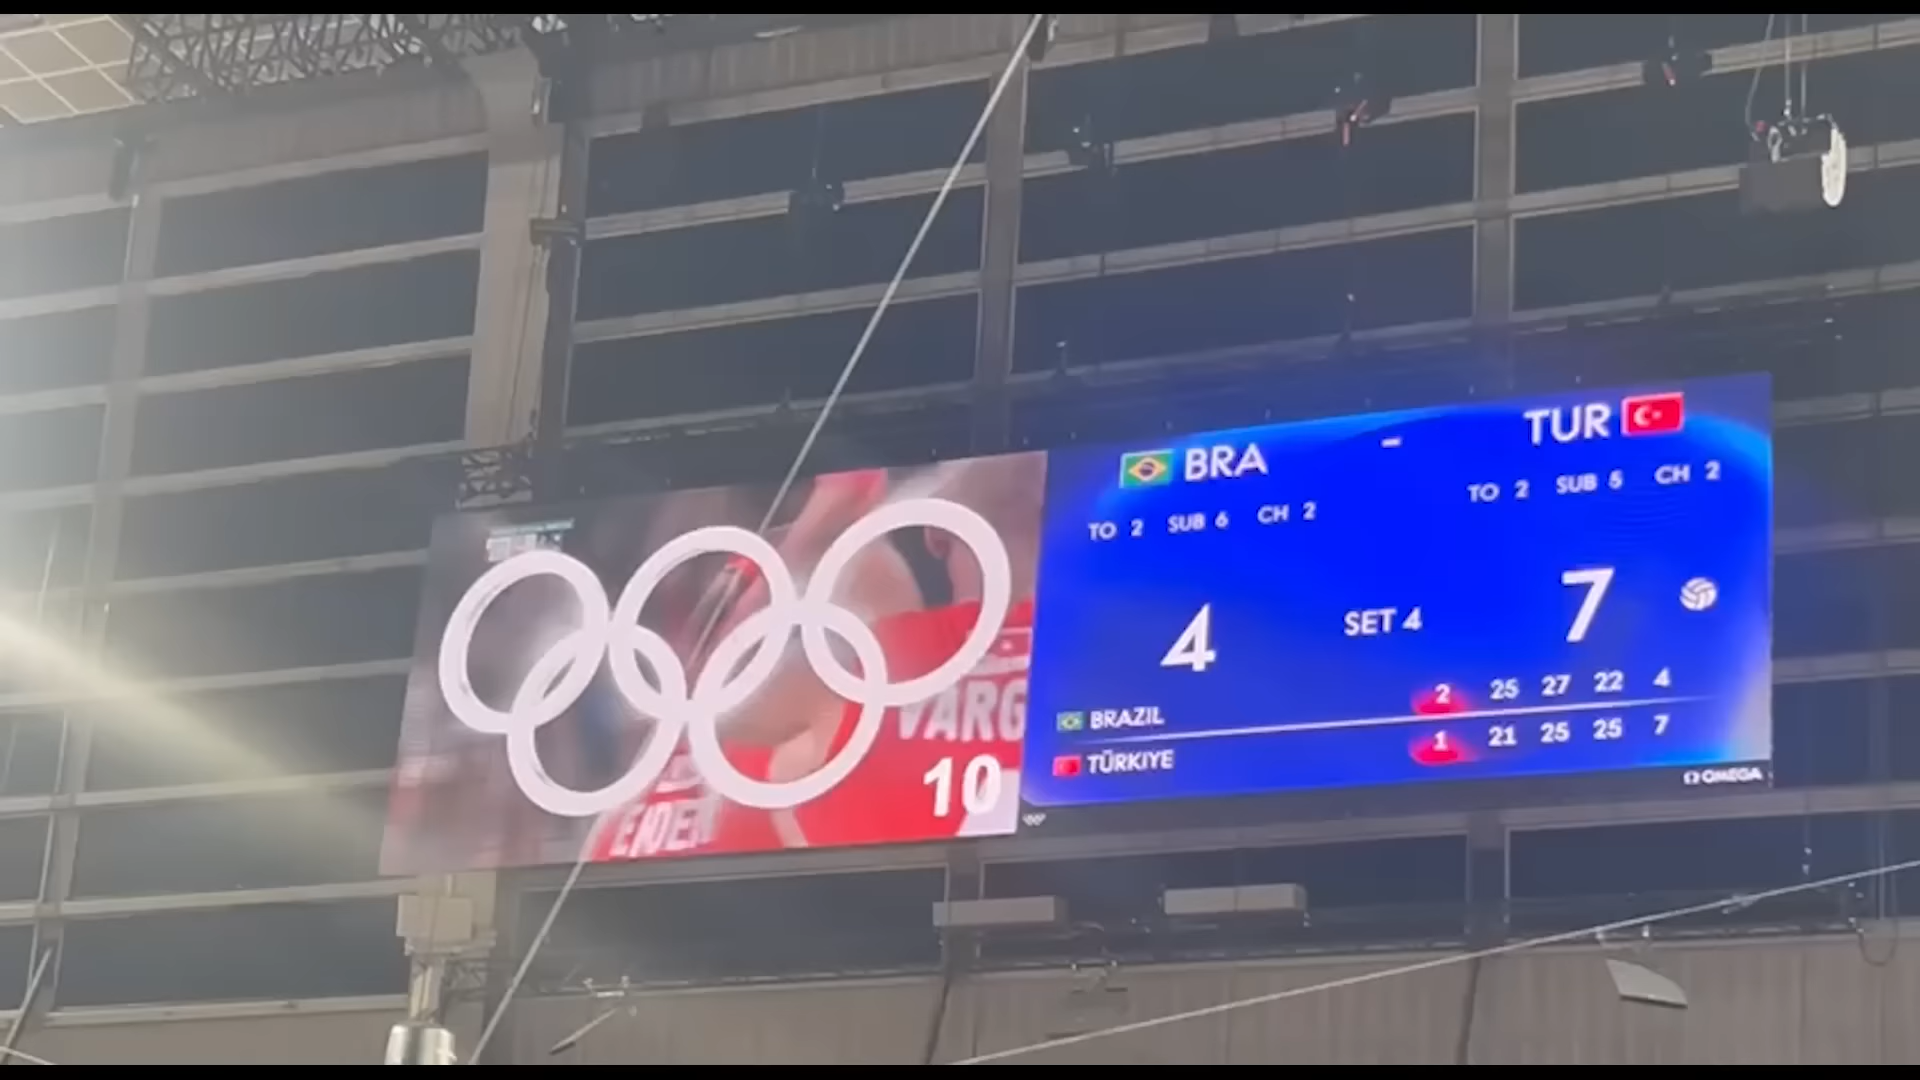 BRA - TUR
TO 2 SUB 6 CH 2
TO 2 SUB 5 CH 2
4 SET 4 7
BRAZIL 2 25 27 22 4
TÜRKIYE 1 21 25 25 7
OMEGA
VARG
10